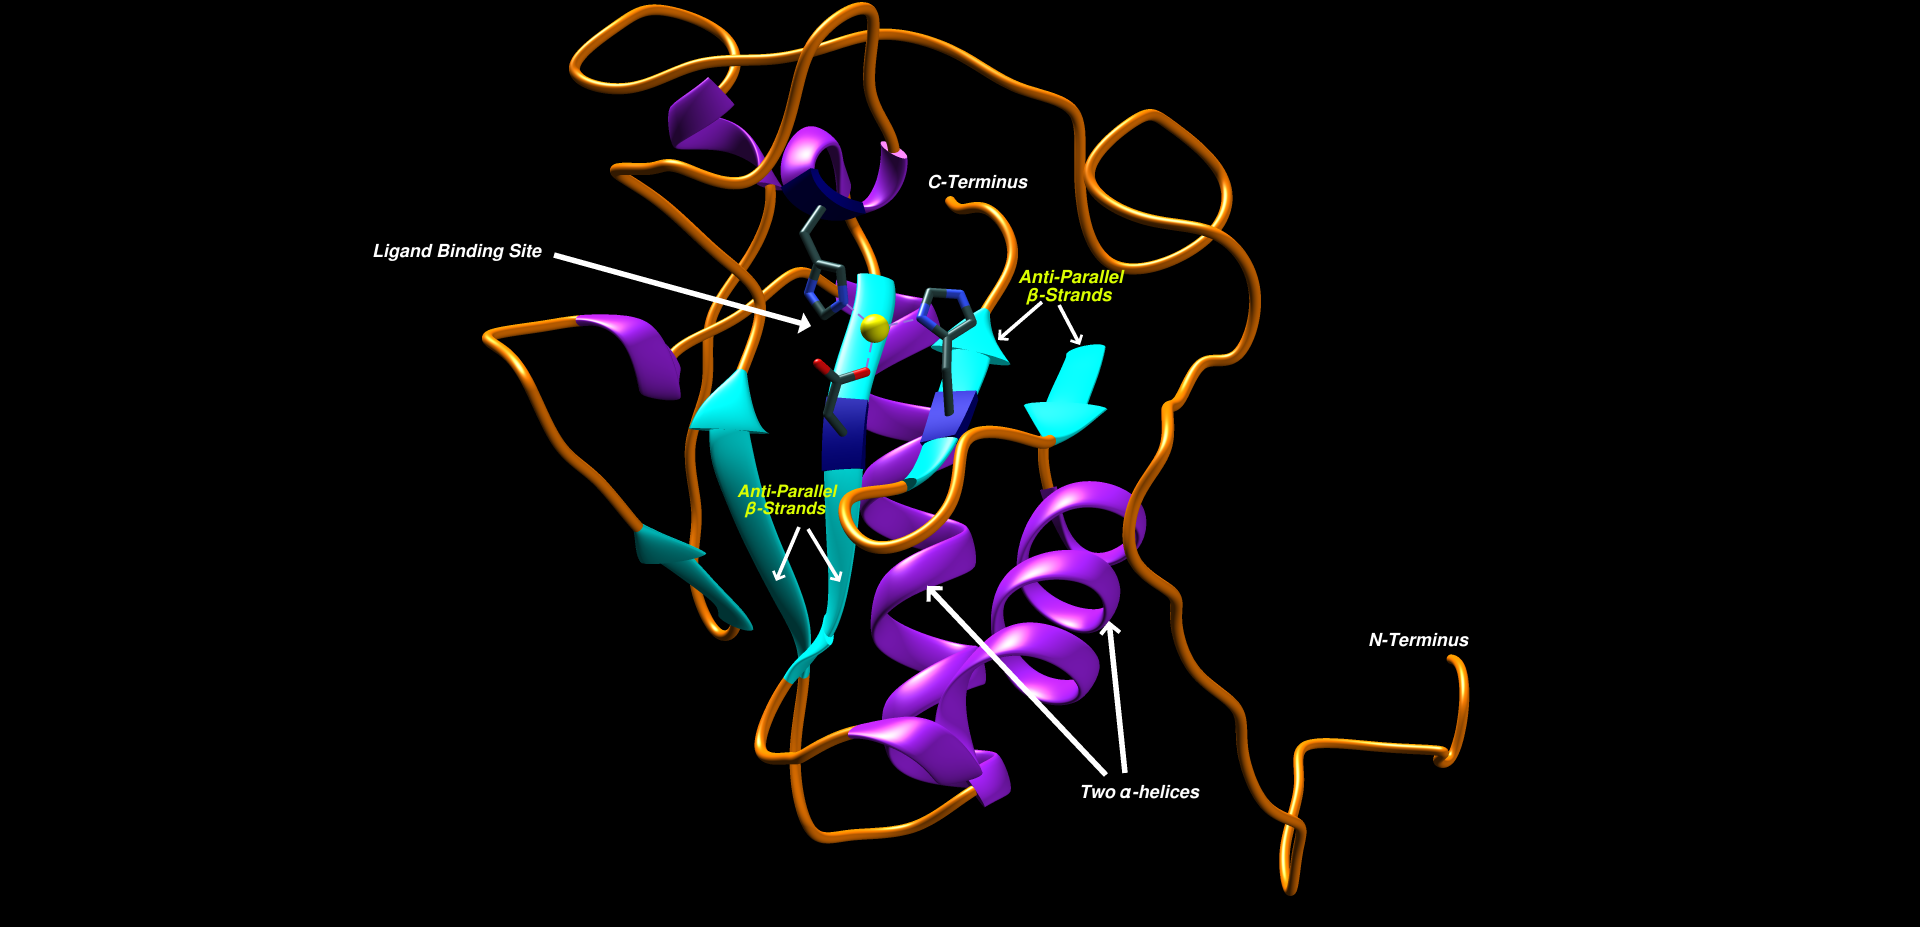 C-Terminus
Ligand Binding Site
Anti-Parallel
β-Strands
Anti-Parallel
β-Strands
N-Terminus
Two α-helices